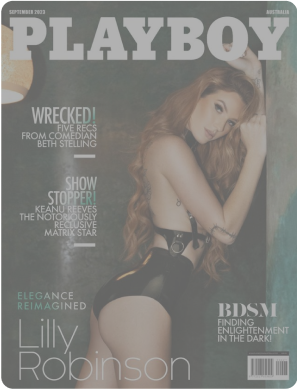 SEPTEMBER 2023
AUSTRALIA
PLAYBOY
WRECKED!
FIVE RECS
FROM COMEDIAN
BETH STELLING
SHOW
STOPPER!
KEANU REEVES
THE NOTORIOUSLY
RECLUSIVE
MATRIX STAR
ELEGANCE
REIMAGINED
Lilly
Robinson
BDSM
FINDING
ENLIGHTENMENT
IN THE DARK!